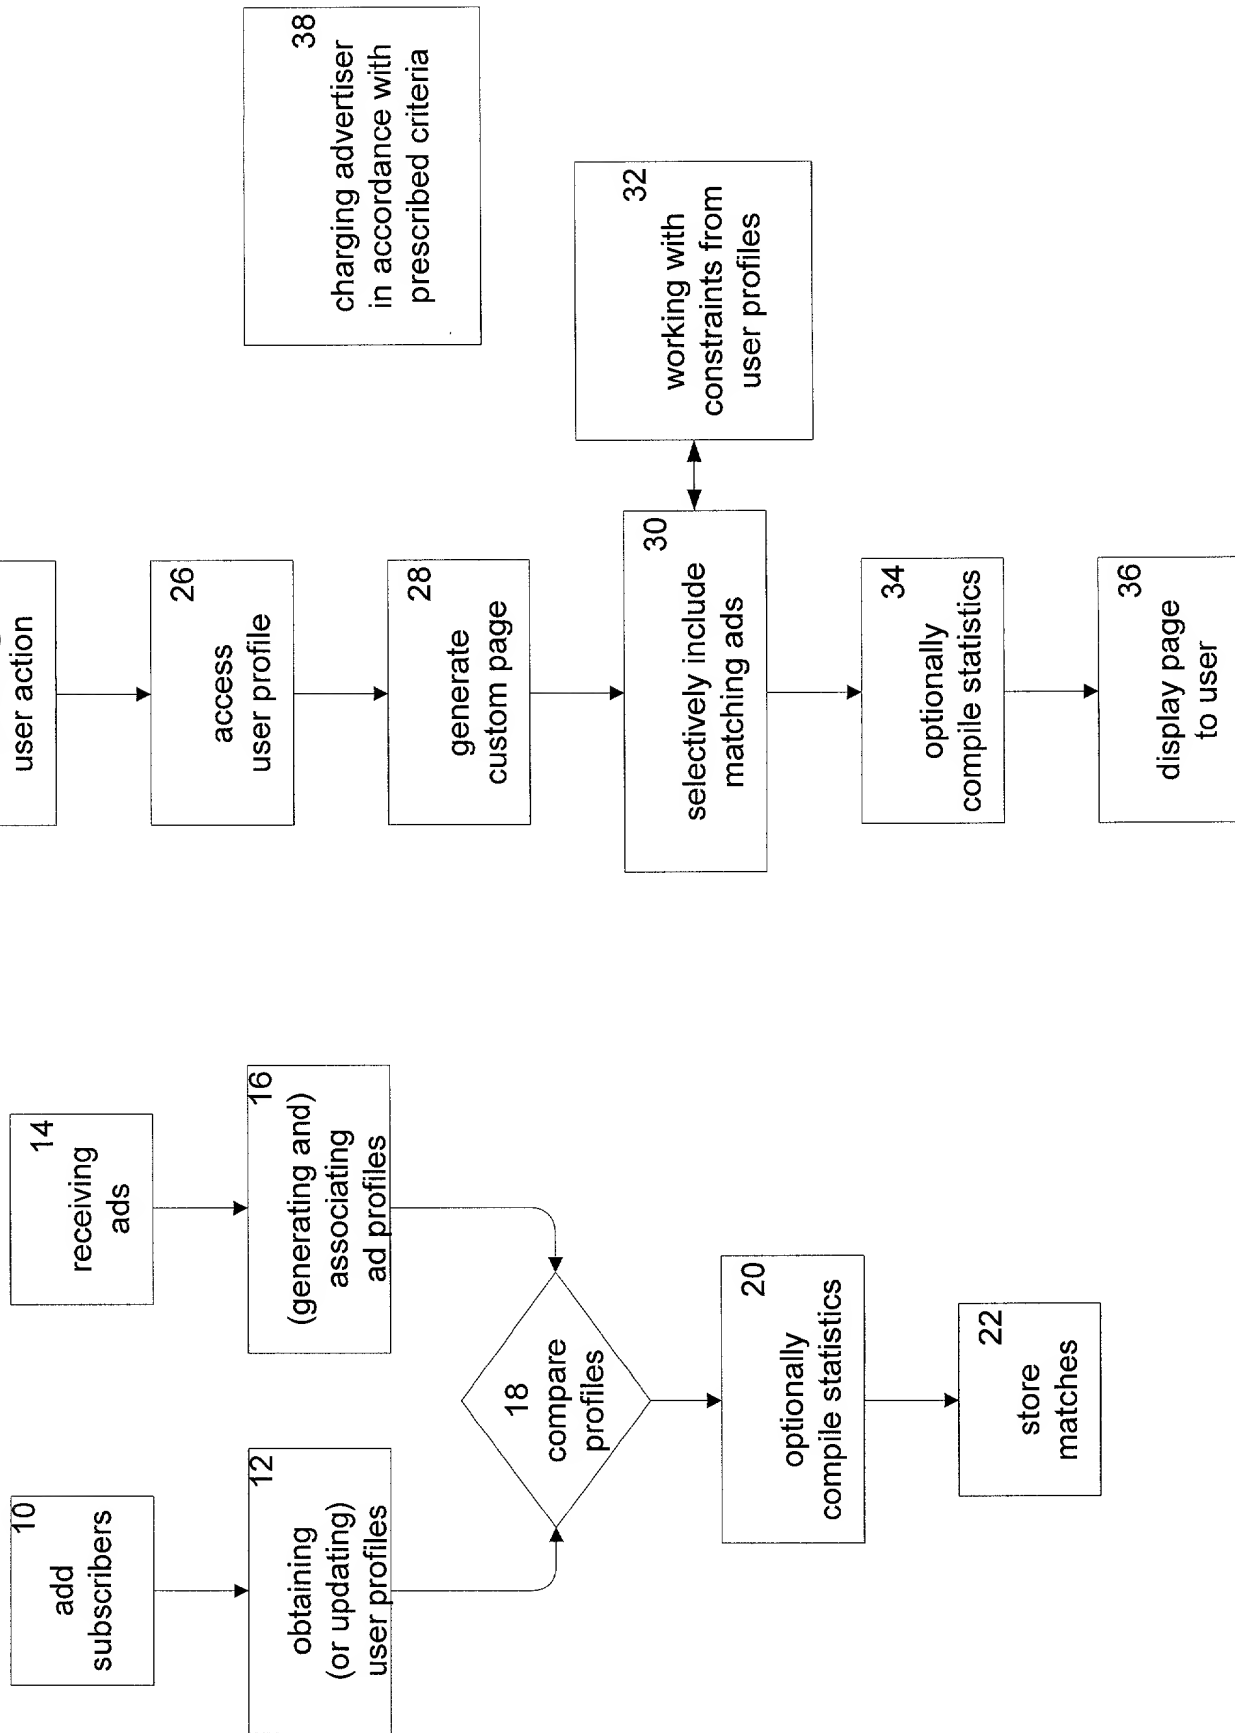 10
add
subscribers
12
obtaining
(or updating)
user profiles
14
receiving
ads
16
(generating and)
associating
ad profiles
18
compare
profiles
20
optionally
compile statistics
22
store
matches
user action
26
access
user profile
28
generate
custom page
30
selectively include
matching ads
32
working with
constraints from
user profiles
34
optionally
compile statistics
36
display page
to user
38
charging advertiser
in accordance with
prescribed criteria